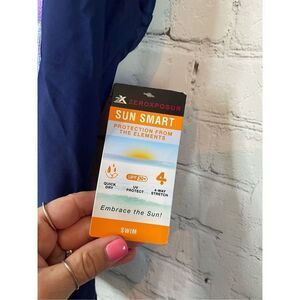 ZEROXPOSUR
SUN SMART
PROTECTION FROM
THE ELEMENTS
UPF 50+
4
QUICK
DRY
UV
PROTECT
4-WAY
STRETCH
Embrace the Sun!
SWIM